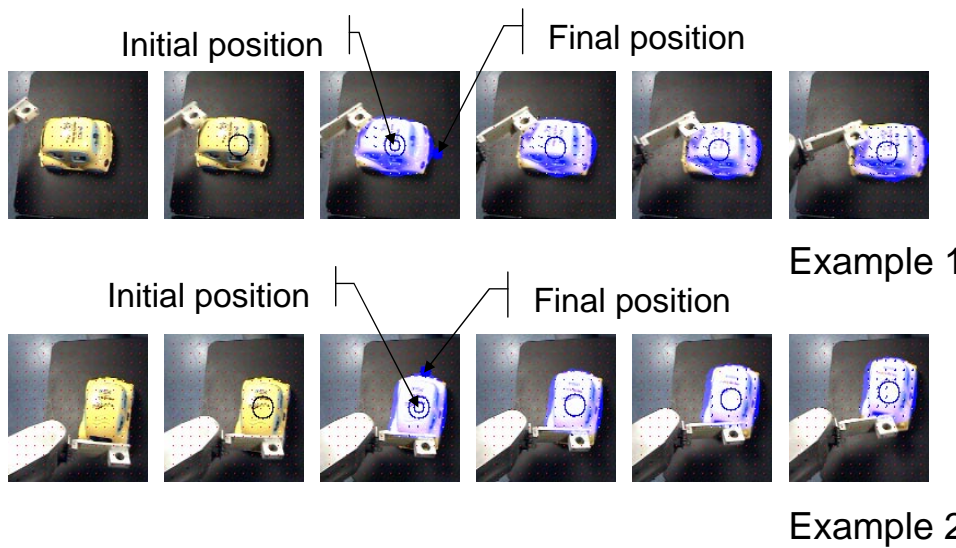 Initial position
Final position
Example 1
Initial position
Final position
Example 2